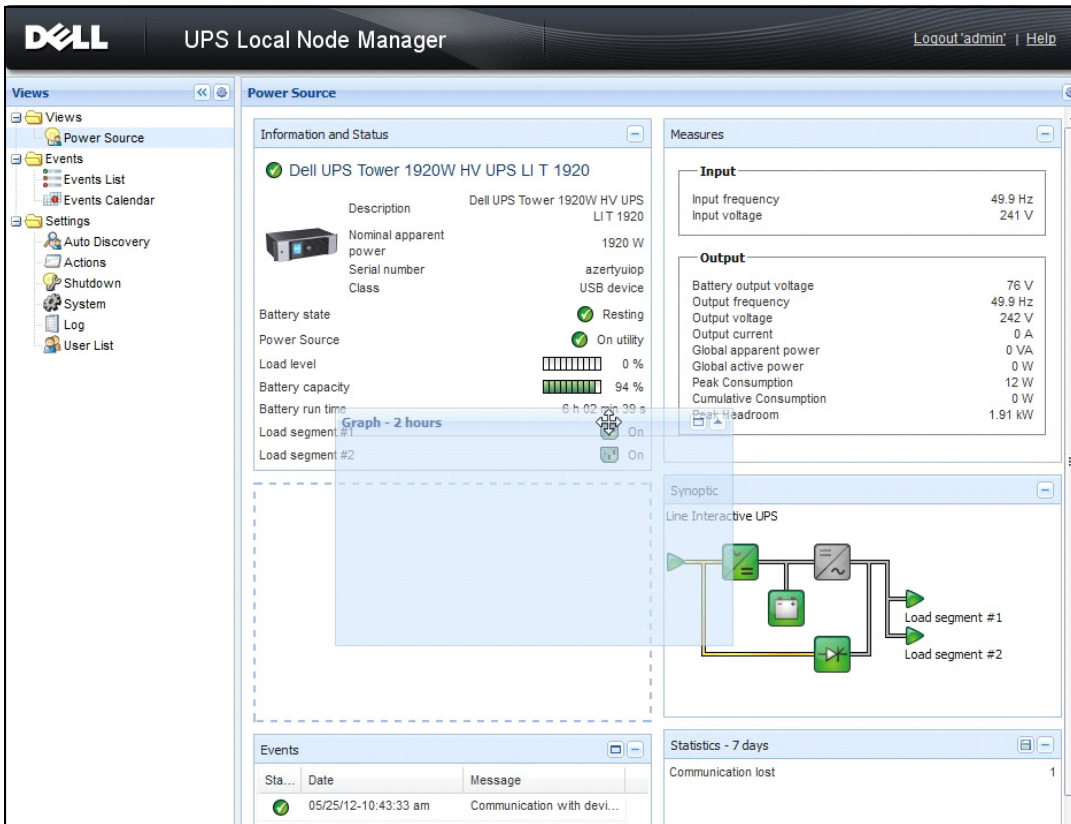 DELL
UPS Local Node Manager
Logout 'admin' | Help
Views
Views
Power Source
Events
Events List
Events Calendar
Settings
Auto Discovery
Actions
Shutdown
System
Log
User List
Power Source
Information and Status
Dell UPS Tower 1920W HV UPS LI T 1920
Description
Dell UPS Tower 1920W HV UPS
LI T 1920
Nominal apparent
power
1920 W
Serial number
azertyuiop
Class
USB device
Battery state
Resting
Power Source
On utility
Load level
0 %
Battery capacity
94 %
Battery run time
6 h 02 min 39 s
Load segment #1
On
Load segment #2
On
Graph - 2 hours
Events
Sta...
Date
Message
05/25/12-10:43:33 am
Communication with devi...
Measures
Input
Input frequency
49.9 Hz
Input voltage
241 V
Output
Battery output voltage
76 V
Output frequency
49.9 Hz
Output voltage
242 V
Output current
0 A
Global apparent power
0 VA
Global active power
0 W
Peak Consumption
12 W
Cumulative Consumption
0 W
Peak Headroom
1.91 kW
Synoptic
Line Interactive UPS
Load segment #1
Load segment #2
Statistics - 7 days
Communication lost
1